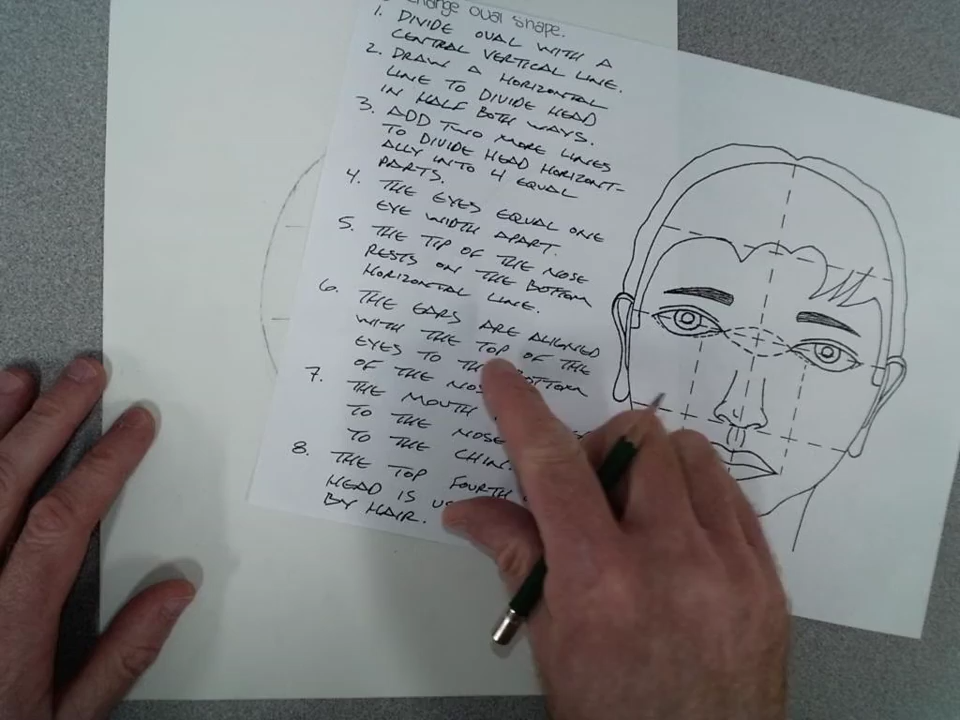 change oval shape.
1. DIVIDE OVAL WITH A
CENTRAL VERTICAL LINE.
2. DRAW A HORIZONTAL
LINE TO DIVIDE HEAD
IN HALF BOTH WAYS.
3. ADD TWO MORE LINES
TO DIVIDE HEAD HORIZONT-
ALLY INTO 4 EQUAL
PARTS.
4. THE EYES EQUAL ONE
EYE WIDTH APART.
5. THE TIP OF THE NOSE
RESTS ON THE BOTTOM
HORIZONTAL LINE.
6. THE EARS ARE ALIGNED
WITH THE TOP OF THE
EYES TO THE BOTTOM
OF THE NOSE
7. THE MOUTH
TO THE NOSE
TO THE CHIN.
8. THE TOP FOURTH
HEAD IS
BY HAIR.